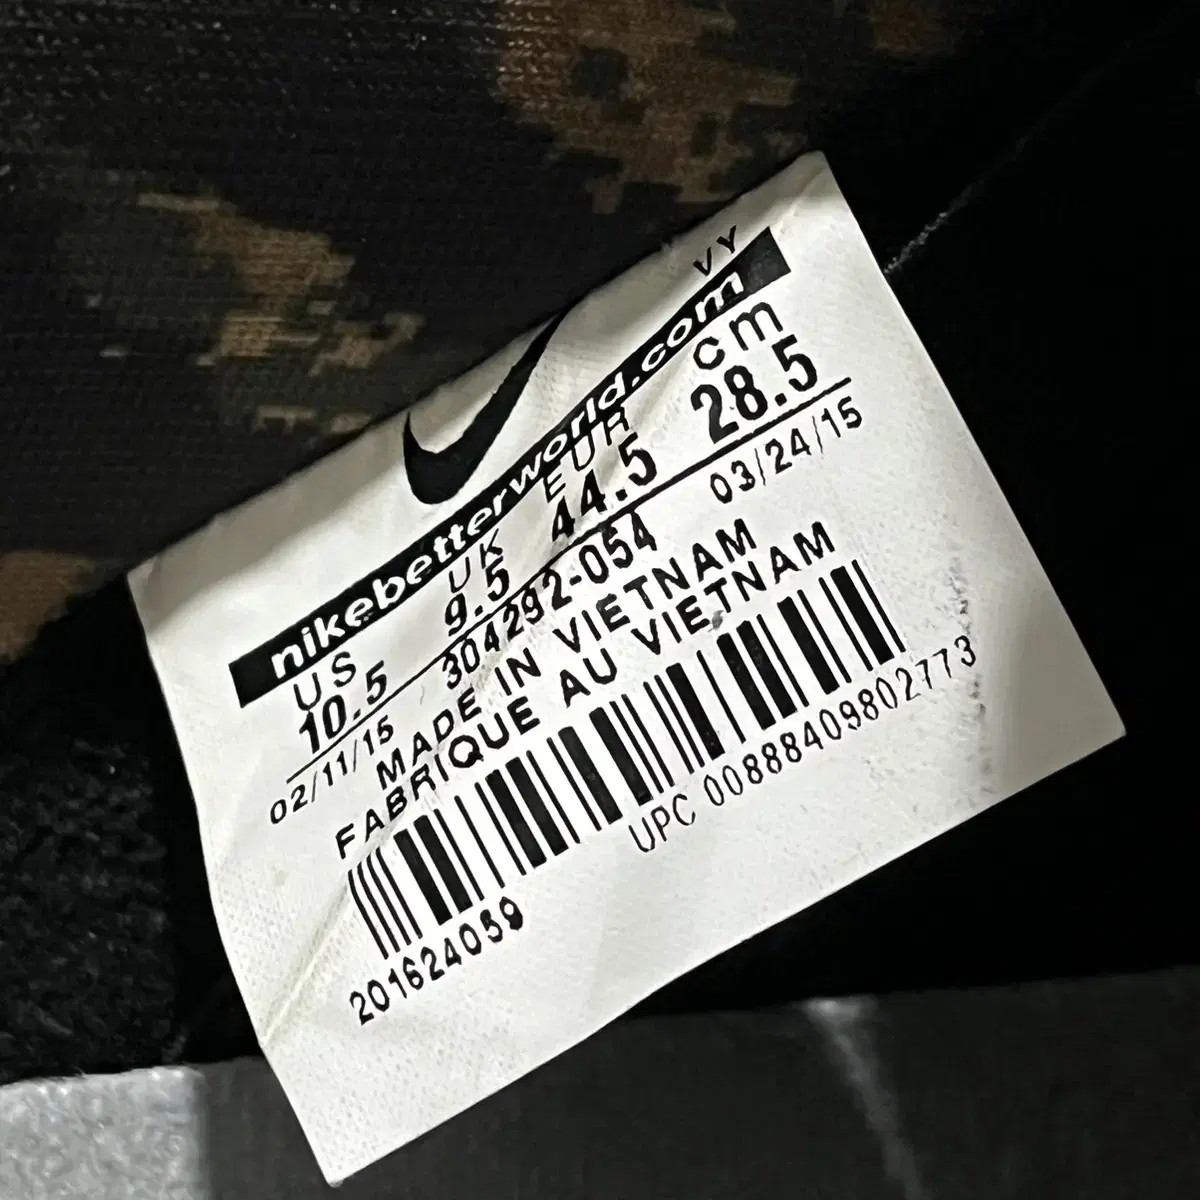 VY
nikebetterworld.com
US UK EUR cm
10.5 9.5 44.5 28.5
02/11/15 304292-054 03/24/15
MADE IN VIETNAM
FABRIQUE AU VIETNAM
201624059 UPC 00888409802773